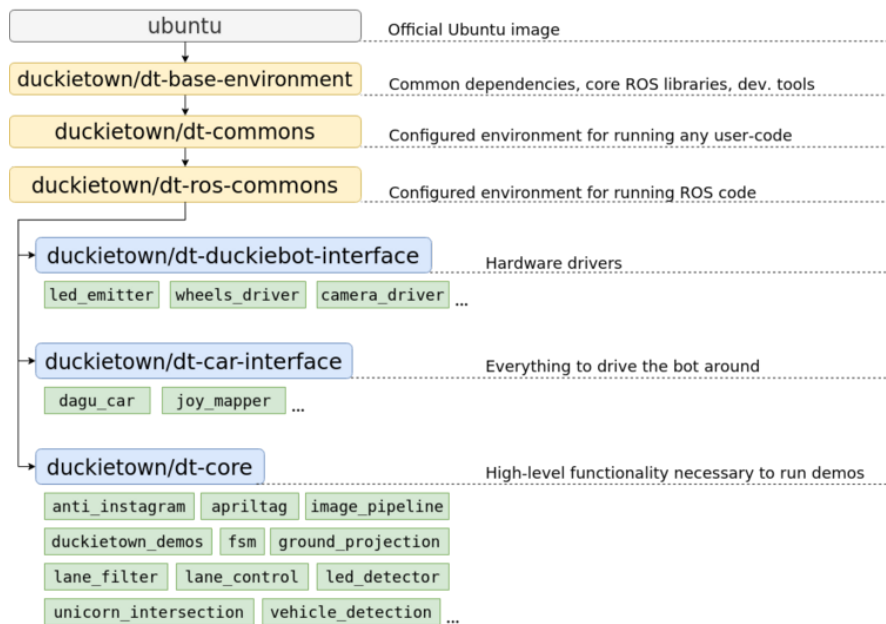 ubuntu
Official Ubuntu image
duckietown/dt-base-environment
Common dependencies, core ROS libraries, dev. tools
duckietown/dt-commons
Configured environment for running any user-code
duckietown/dt-ros-commons
Configured environment for running ROS code
duckietown/dt-duckiebot-interface
Hardware drivers
led_emitter wheels_driver camera_driver ...
duckietown/dt-car-interface
Everything to drive the bot around
dagu_car joy_mapper ...
duckietown/dt-core
High-level functionality necessary to run demos
anti_instagram apriltag image_pipeline
duckietown_demos fsm ground_projection
lane_filter lane_control led_detector
unicorn_intersection vehicle_detection ...